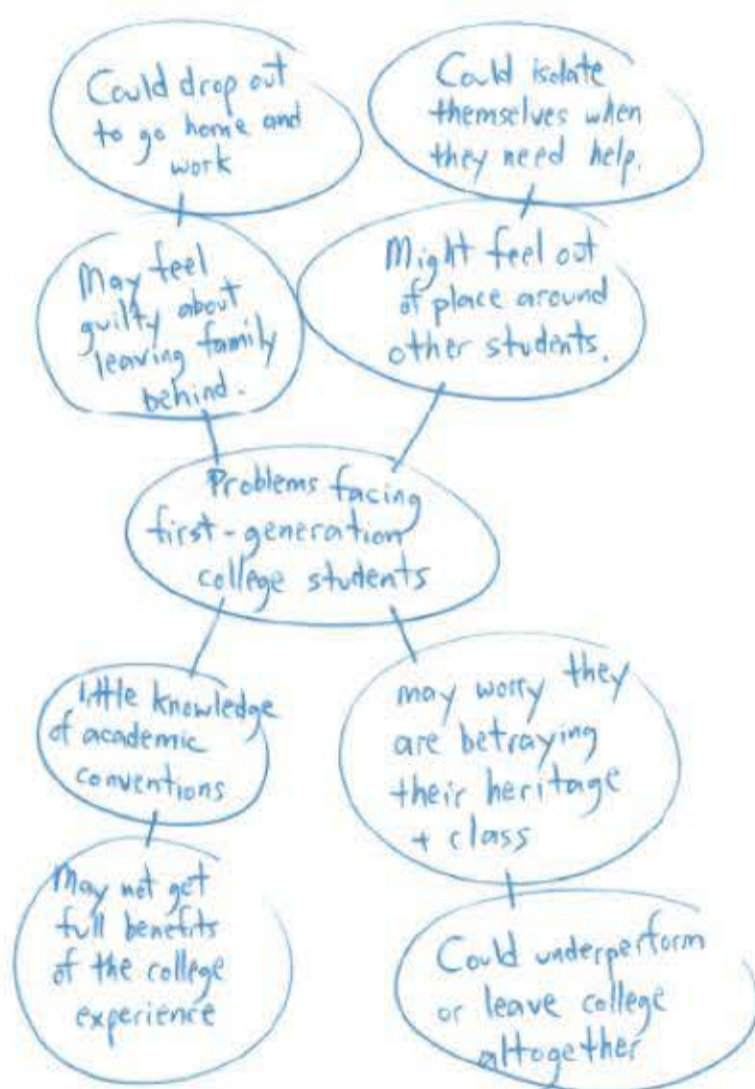 Could drop out
to go home and
work
Could isolate
themselves when
they need help.
May feel
guilty about
leaving family
behind.
Might feel out
of place around
other students.
Problems facing
first-generation
college students
little knowledge
of academic
conventions
may worry they
are betraying
their heritage
+ class
May not get
full benefits
of the college
experience
Could underperform
or leave college
altogether